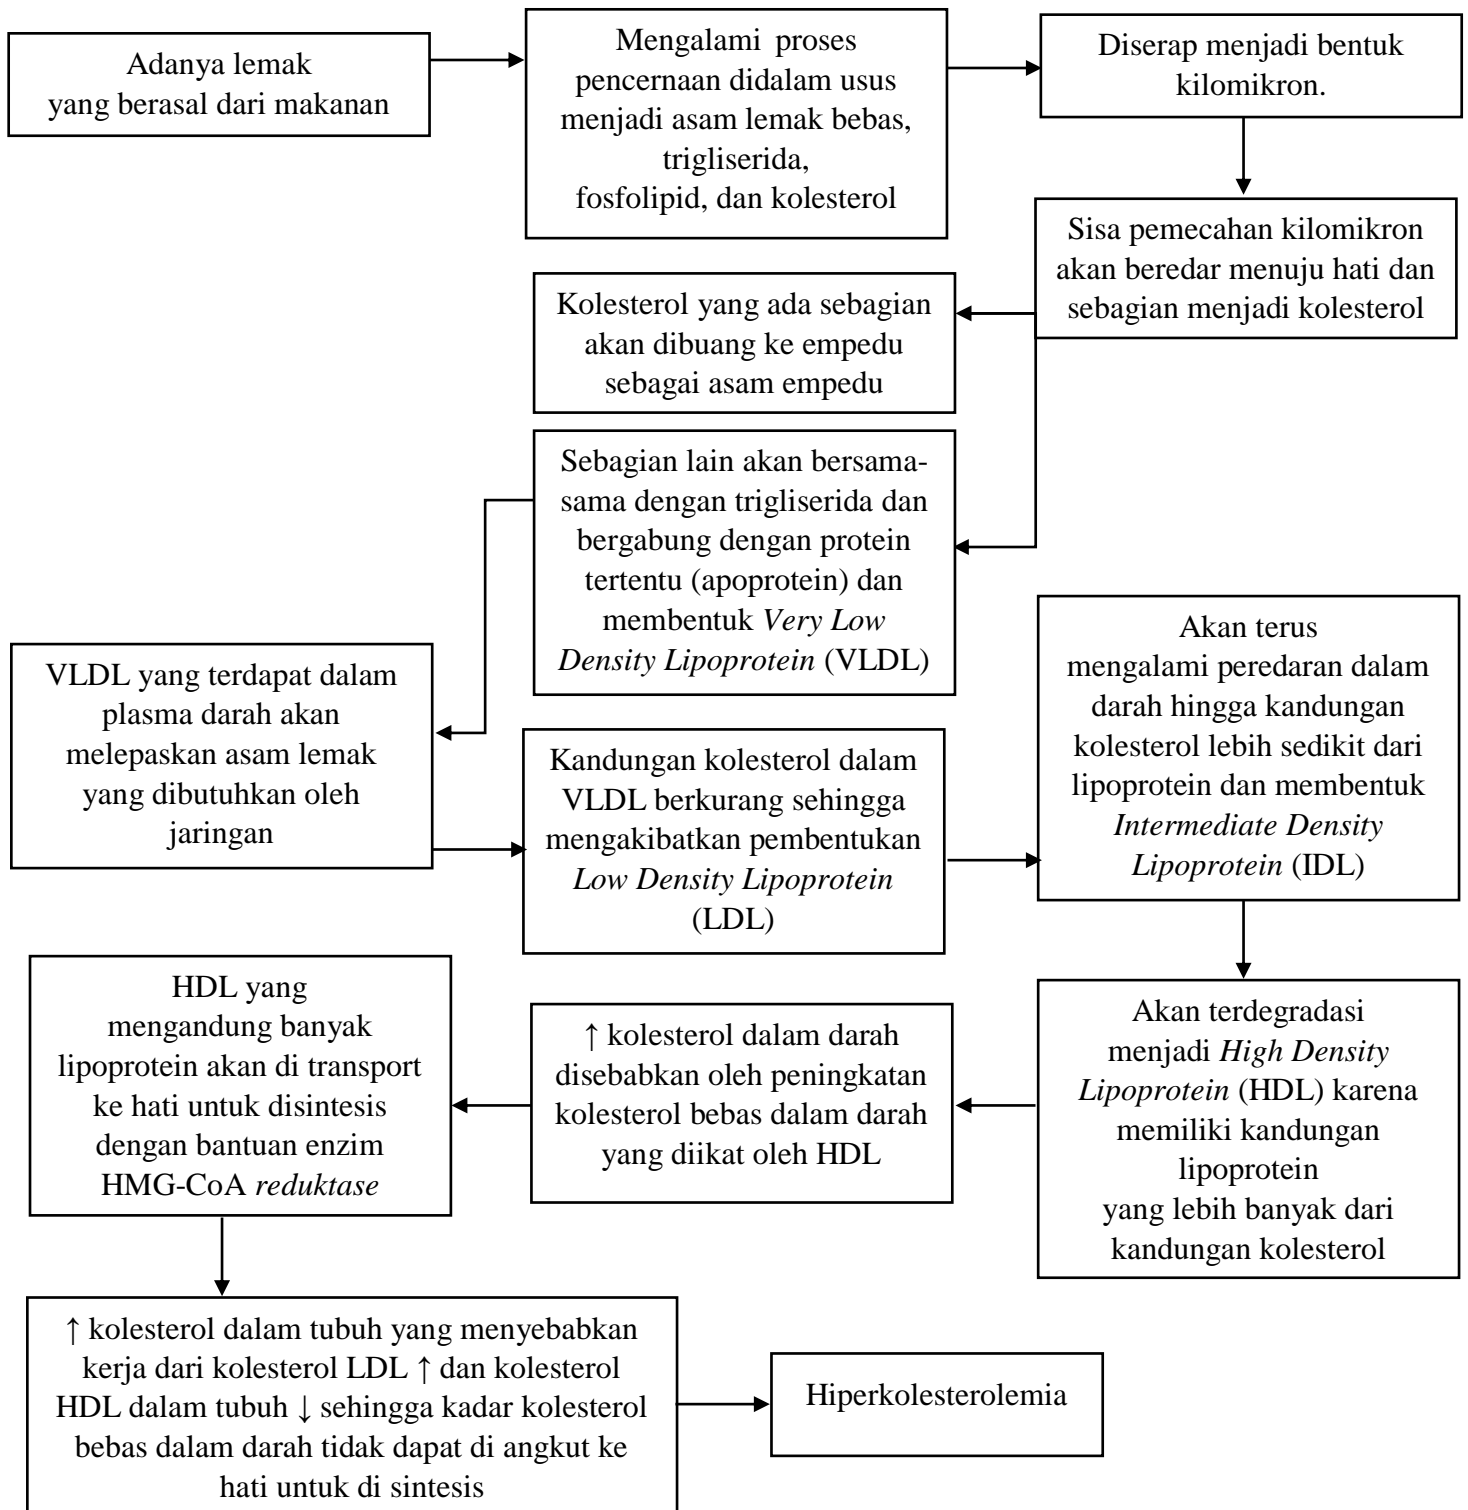 Adanya lemak
yang berasal dari makanan
Mengalami proses
pencernaan didalam usus
menjadi asam lemak bebas,
trigliserida,
fosfolipid, dan kolesterol
Diserap menjadi bentuk
kilomikron.
Sisa pemecahan kilomikron
akan beredar menuju hati dan
sebagian menjadi kolesterol
Kolesterol yang ada sebagian
akan dibuang ke empedu
sebagai asam empedu
Sebagian lain akan bersama-
sama dengan trigliserida dan
bergabung dengan protein
tertentu (apoprotein) dan
membentuk Very Low
Density Lipoprotein (VLDL)
VLDL yang terdapat dalam
plasma darah akan
melepaskan asam lemak
yang dibutuhkan oleh
jaringan
Kandungan kolesterol dalam
VLDL berkurang sehingga
mengakibatkan pembentukan
Low Density Lipoprotein
(LDL)
Akan terus
mengalami peredaran dalam
darah hingga kandungan
kolesterol lebih sedikit dari
lipoprotein dan membentuk
Intermediate Density
Lipoprotein (IDL)
Akan terdegradasi
menjadi High Density
Lipoprotein (HDL) karena
memiliki kandungan
lipoprotein
yang lebih banyak dari
kandungan kolesterol
↑ kolesterol dalam darah
disebabkan oleh peningkatan
kolesterol bebas dalam darah
yang diikat oleh HDL
HDL yang
mengandung banyak
lipoprotein akan di transport
ke hati untuk disintesis
dengan bantuan enzim
HMG-CoA reduktase
↑ kolesterol dalam tubuh yang menyebabkan
kerja dari kolesterol LDL ↑ dan kolesterol
HDL dalam tubuh ↓ sehingga kadar kolesterol
bebas dalam darah tidak dapat di angkut ke
hati untuk di sintesis
Hiperkolesterolemia